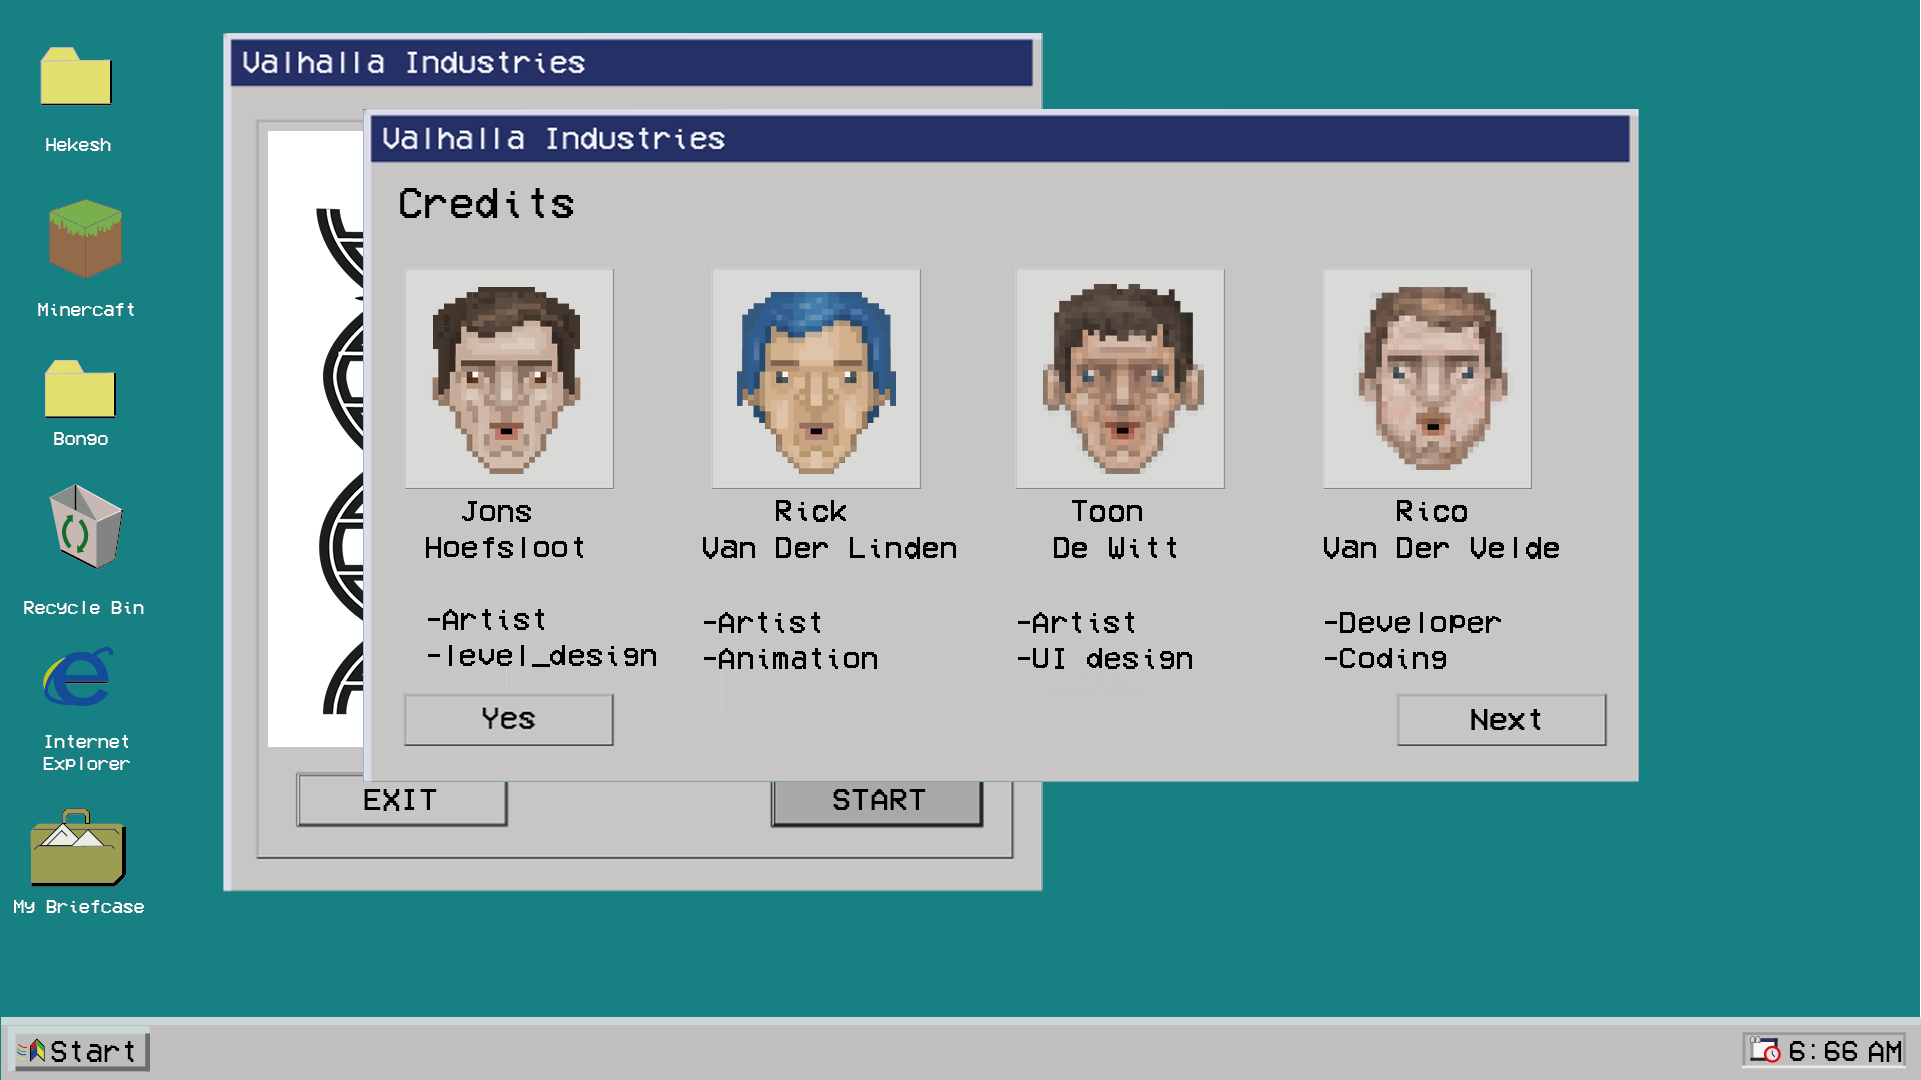 Valhalla Industries
Valhalla Industries
Credits
Jons
Hoefsloot
-Artist
-level_design
Rick
Van Der Linden
-Artist
-Animation
Toon
De Witt
-Artist
-UI design
Rico
Van Der Velde
-Developer
-Coding
Yes
Next
EXIT
START
Hekesh
Minercaft
Bongo
Recycle Bin
Internet
Explorer
My Briefcase
Start
6:66 AM